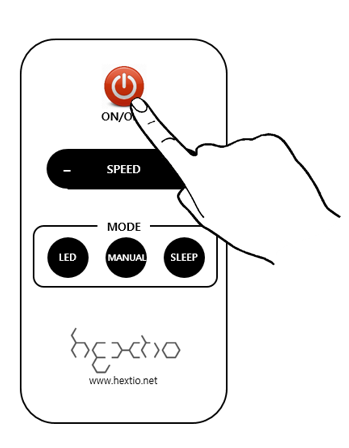 ON/O
– SPEED
MODE
LED MANUAL SLEEP
hextio
www.hextio.net